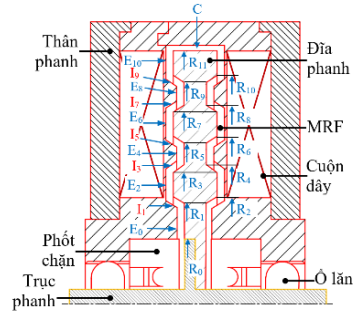 C
Thân phanh
E10
I9
E8
I7
E6
I5
E4
I3
E2
I1
E0
R11
R9
R7
R5
R3
R1
R0
R10
R8
R6
R4
R2
Đĩa phanh
MRF
Cuộn dây
Phốt chặn
Trục phanh
Ổ lăn